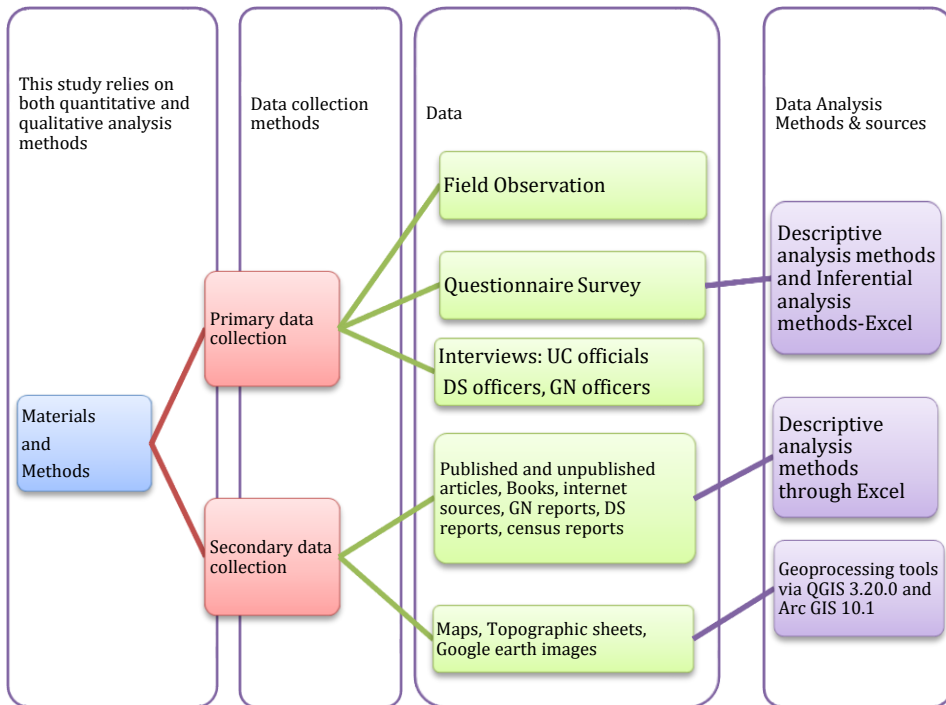 This study relies on
both quantitative and
qualitative analysis
methods
Data collection
methods
Data
Data Analysis
Methods & sources
Materials
and
Methods
Primary data
collection
Secondary data
collection
Field Observation
Questionnaire Survey
Interviews: UC officials
DS officers, GN officers
Published and unpublished
articles, Books, internet
sources, GN reports, DS
reports, census reports
Maps, Topographic sheets,
Google earth images
Descriptive
analysis methods
and Inferential
analysis
methods-Excel
Descriptive
analysis
methods
through Excel
Geoprocessing tools
via QGIS 3.20.0 and
Arc GIS 10.1